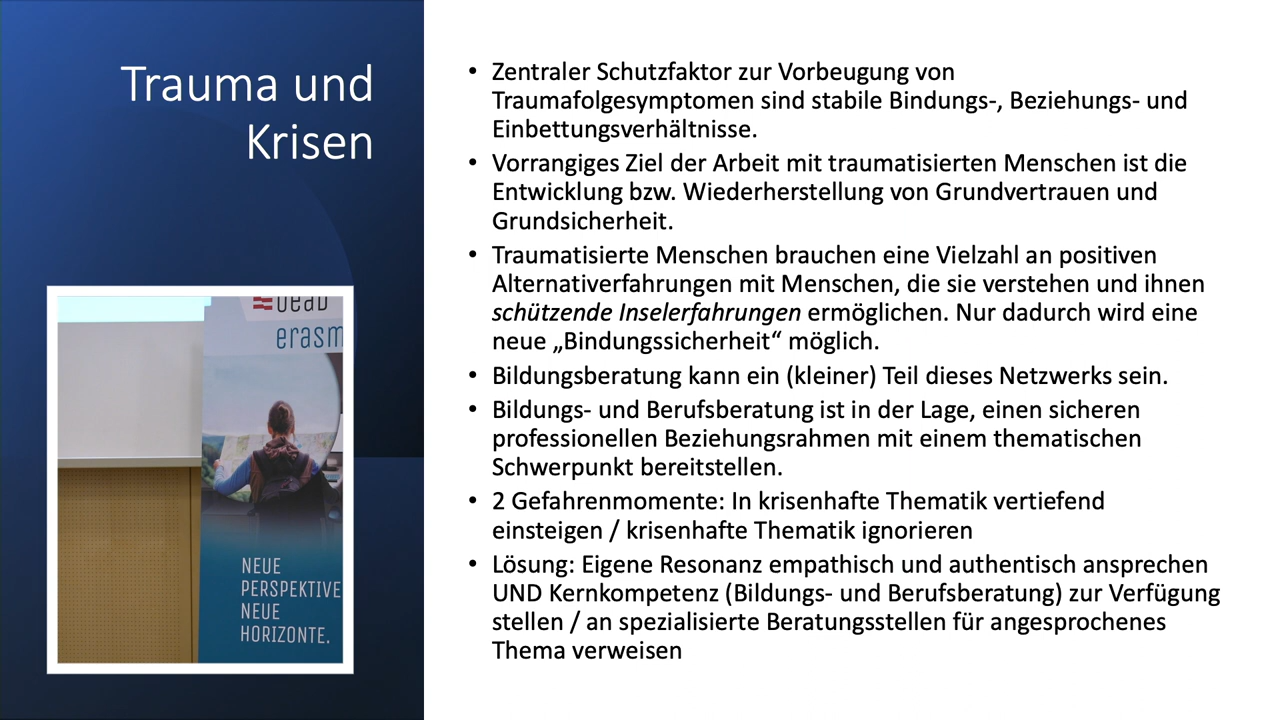 Trauma und
Krisen
• Zentraler Schutzfaktor zur Vorbeugung von
Traumafolgesymptomen sind stabile Bindungs-, Beziehungs- und
Einbettungsverhältnisse.
• Vorrangiges Ziel der Arbeit mit traumatisierten Menschen ist die
Entwicklung bzw. Wiederherstellung von Grundvertrauen und
Grundsicherheit.
• Traumatisierte Menschen brauchen eine Vielzahl an positiven
Alternativerfahrungen mit Menschen, die sie verstehen und ihnen
schützende Inselerfahrungen ermöglichen. Nur dadurch wird eine
neue „Bindungssicherheit“ möglich.
• Bildungsberatung kann ein (kleiner) Teil dieses Netzwerks sein.
• Bildungs- und Berufsberatung ist in der Lage, einen sicheren
professionellen Beziehungsrahmen mit einem thematischen
Schwerpunkt bereitstellen.
• 2 Gefahrenmomente: In krisenhafte Thematik vertiefend
einsteigen / krisenhafte Thematik ignorieren
• Lösung: Eigene Resonanz empathisch und authentisch ansprechen
UND Kernkompetenz (Bildungs- und Berufsberatung) zur Verfügung
stellen / an spezialisierte Beratungsstellen für angesprochenes
Thema verweisen
erasm
NEUE
PERSPEKTIVE
NEUE
HORIZONTE.